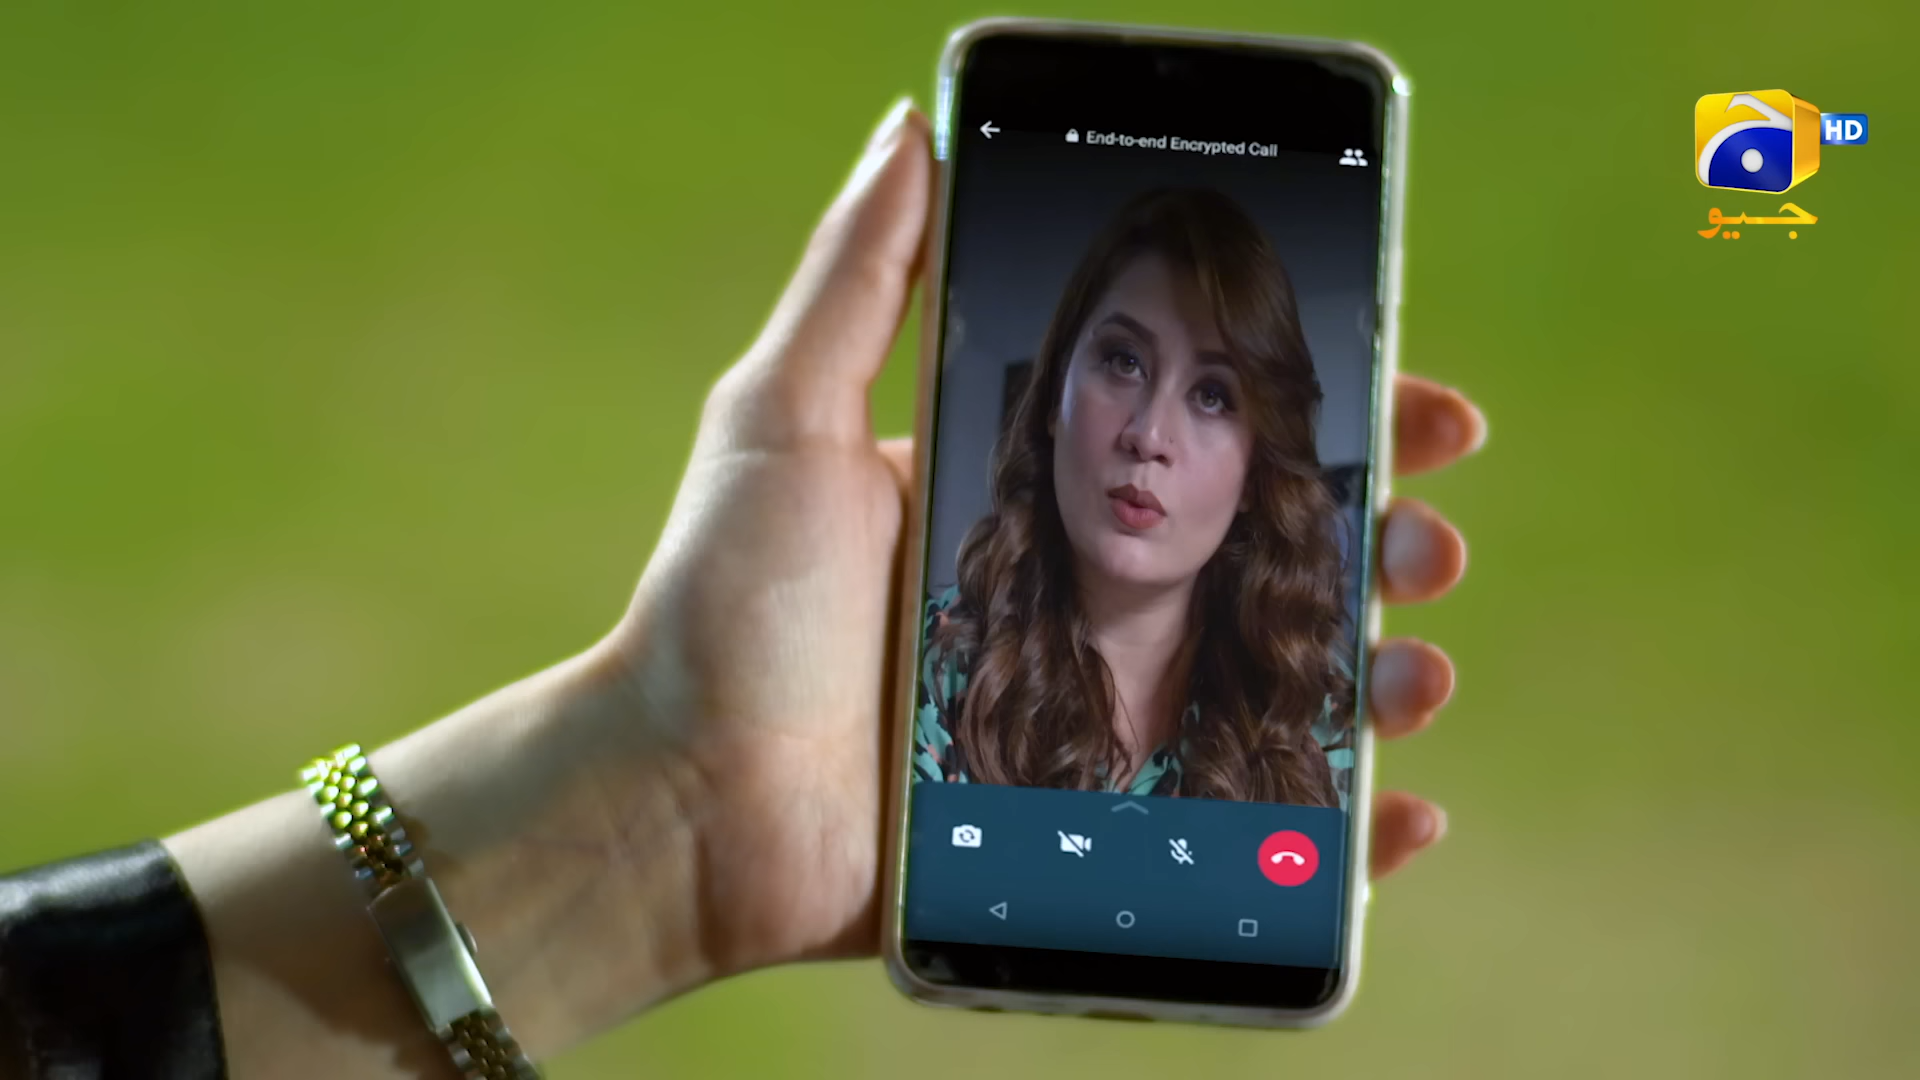 End-to-end Encrypted Call
HD
جیو